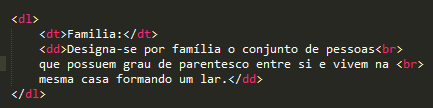 <dl>
<dt>Familia:</dt>
<dd>Designa-se por família o conjunto de pessoas<br>
que possuem grau de parentesco entre si e vivem na <br>
mesma casa formando um lar.</dd>
</dl>